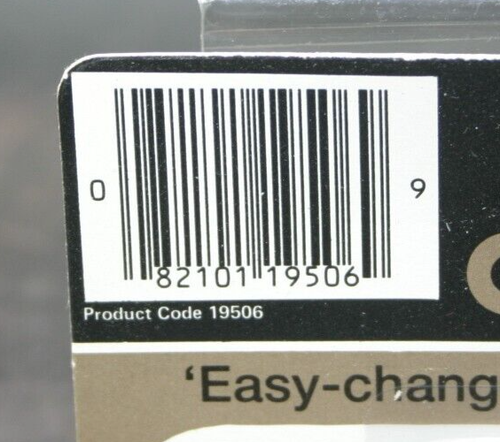 0 82101 19506 9
Product Code 19506
'Easy-chang